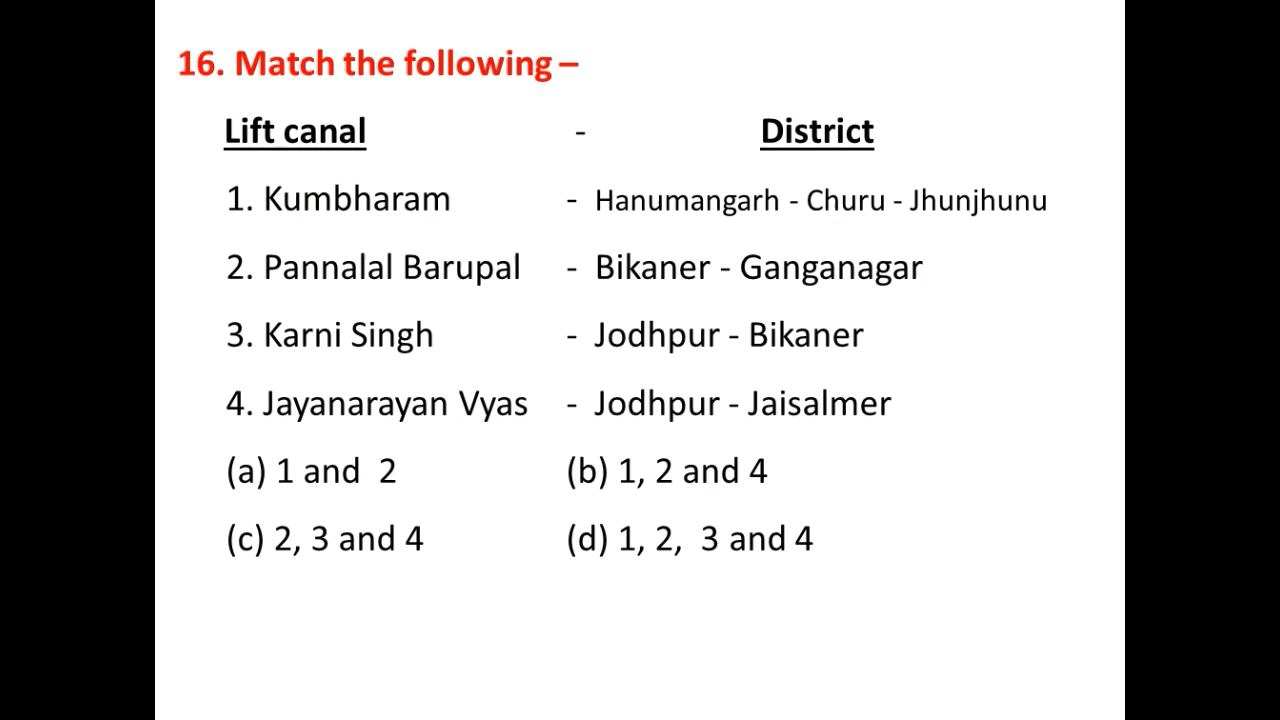 16. Match the following –
Lift canal - District
1. Kumbharam - Hanumangarh - Churu - Jhunjhunu
2. Pannalal Barupal - Bikaner - Ganganagar
3. Karni Singh - Jodhpur - Bikaner
4. Jayanarayan Vyas - Jodhpur - Jaisalmer
(a) 1 and 2 (b) 1, 2 and 4
(c) 2, 3 and 4 (d) 1, 2, 3 and 4